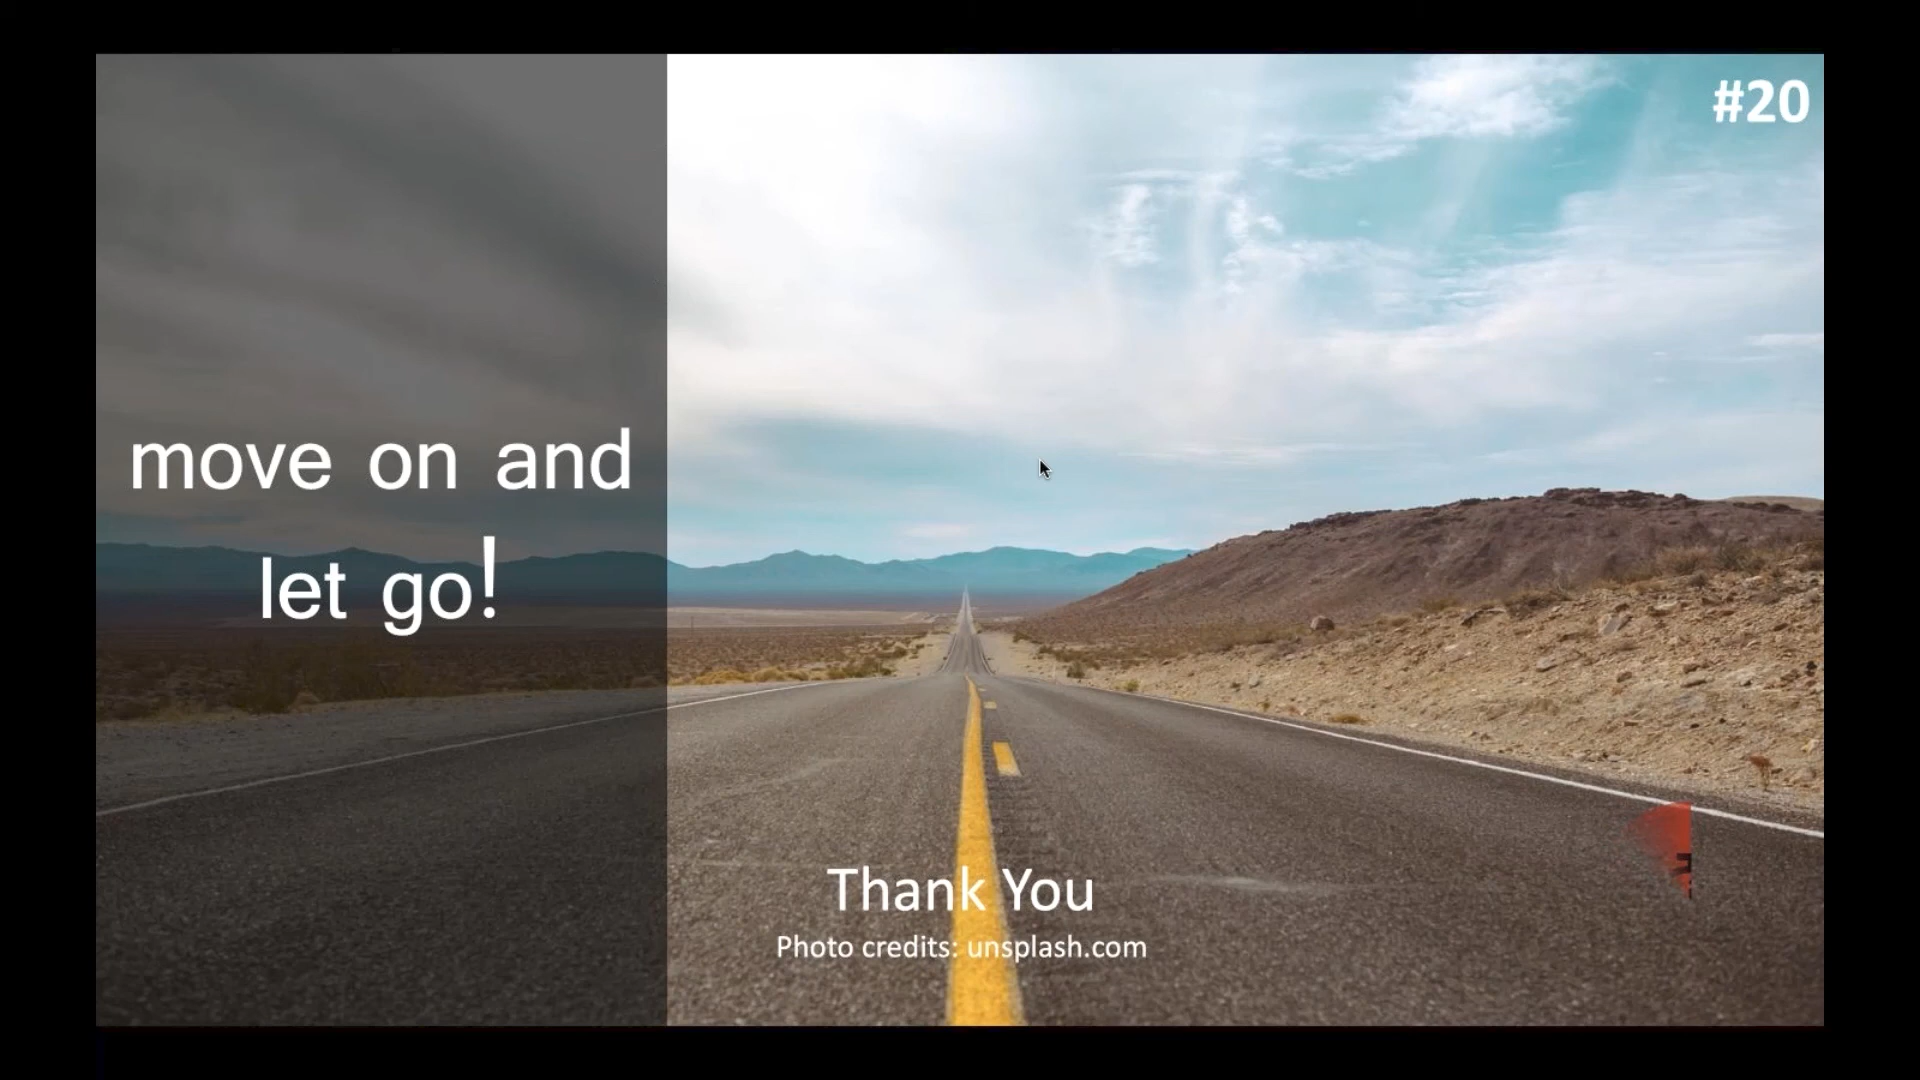 #20
move on and
let go!
Thank You
Photo credits: unsplash.com